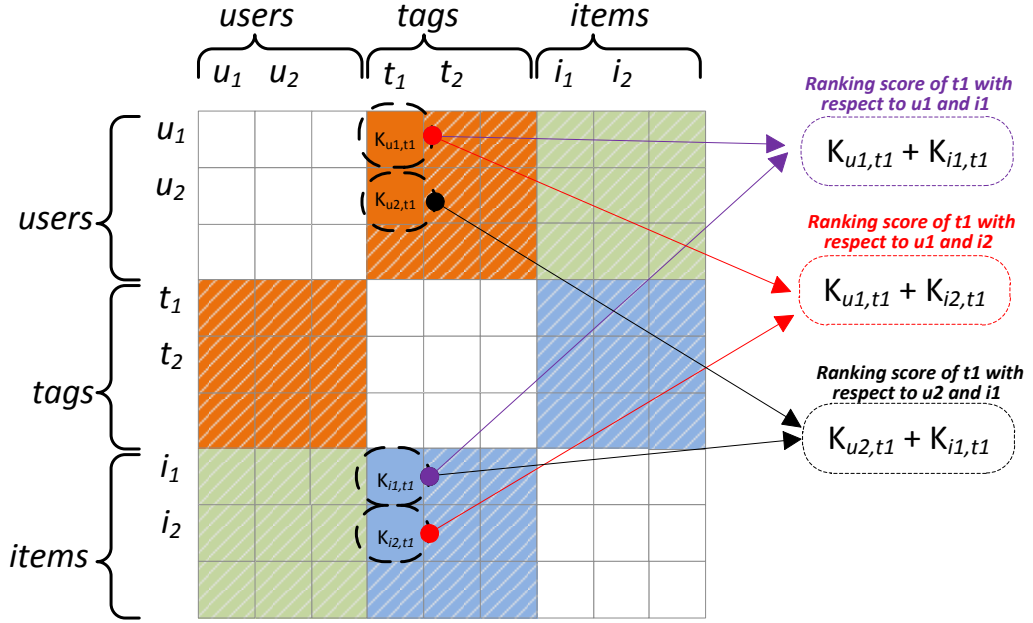 users tags items
u1 u2 t1 t2 i1 i2
Ranking score of t1 with
respect to u1 and i1
Ku1,t1 + Ki1,t1
users
u1
u2
Ku1,t1
Ku2,t1
Ranking score of t1 with
respect to u1 and i2
Ku1,t1 + Ki2,t1
tags
t1
t2
Ranking score of t1 with
respect to u2 and i1
Ku2,t1 + Ki1,t1
items
i1
i2
Ki1,t1
Ki2,t1